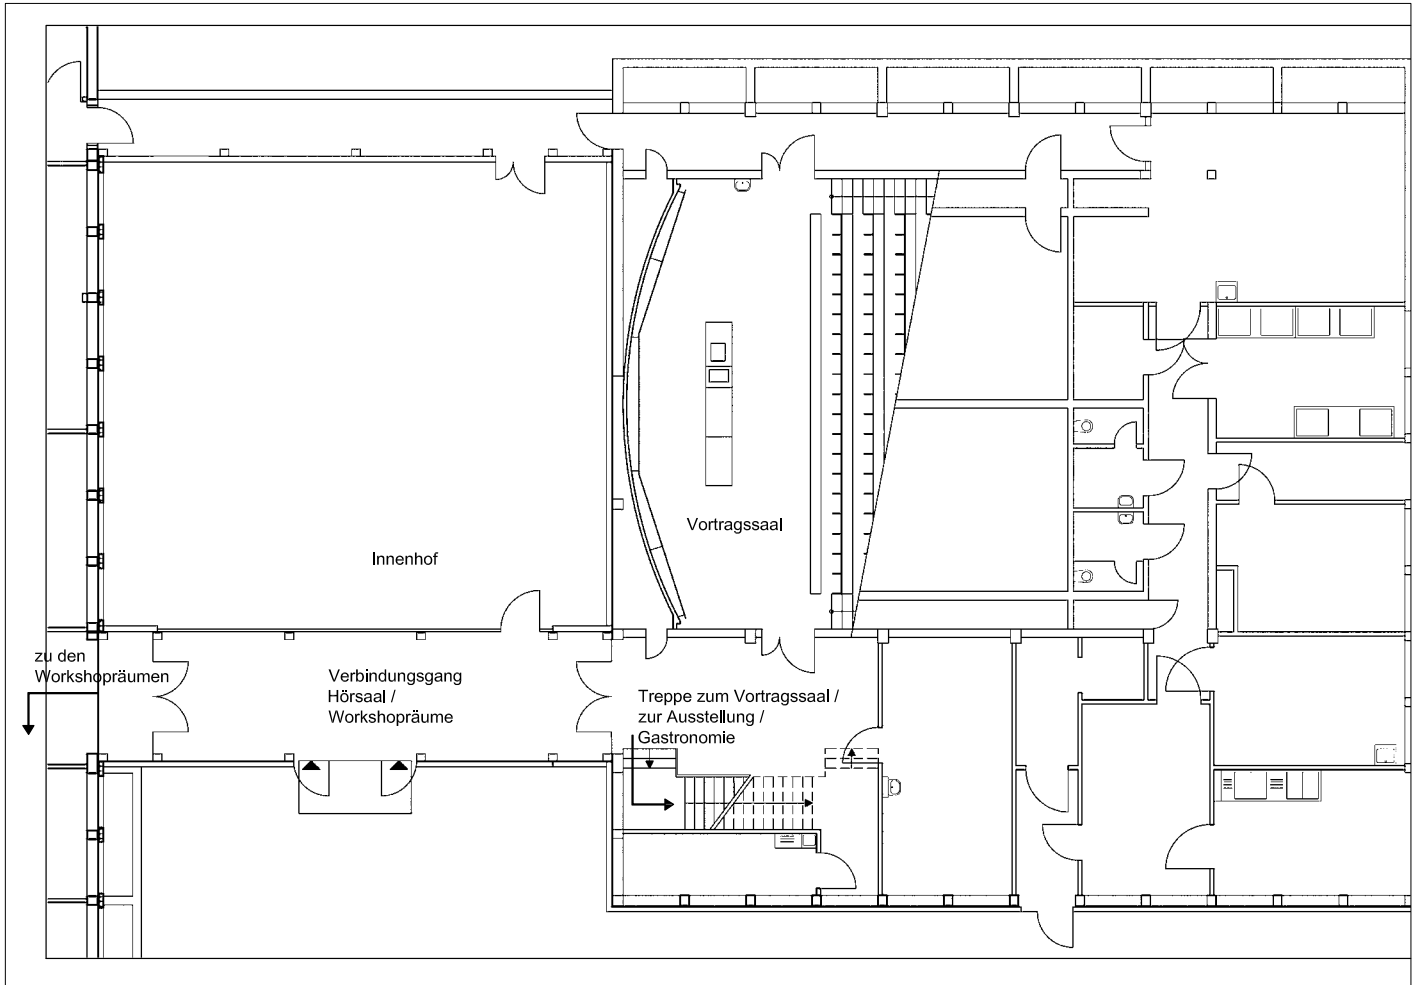 Vortragssaal
Innenhof
zu den
Workshopräumen
Verbindungsgang
Hörsaal /
Workshopräume
Treppe zum Vortragssaal /
zur Ausstellung /
Gastronomie